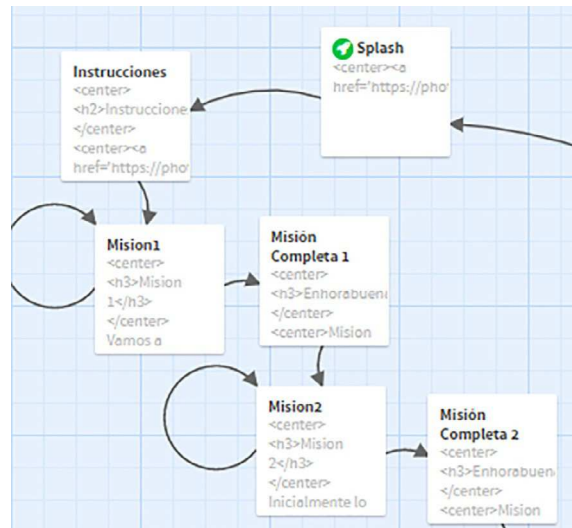 Splash
<center><a
href="https://pho
Instrucciones
<center>
<h2>Instruccione
</center>
<center><a
href="https://pho
Mision1
<center>
<h3>Mision
1</h3>
</center>
Vamos a
Misión
Completa 1
<center>
<h3>Enhorabuen
</center>
<center>Mision
Mision2
<center>
<h3>Mision
2</h3>
</center>
Inicialmente lo
Misión
Completa 2
<center>
<h3>Enhorabuen
</center>
<center>Mision